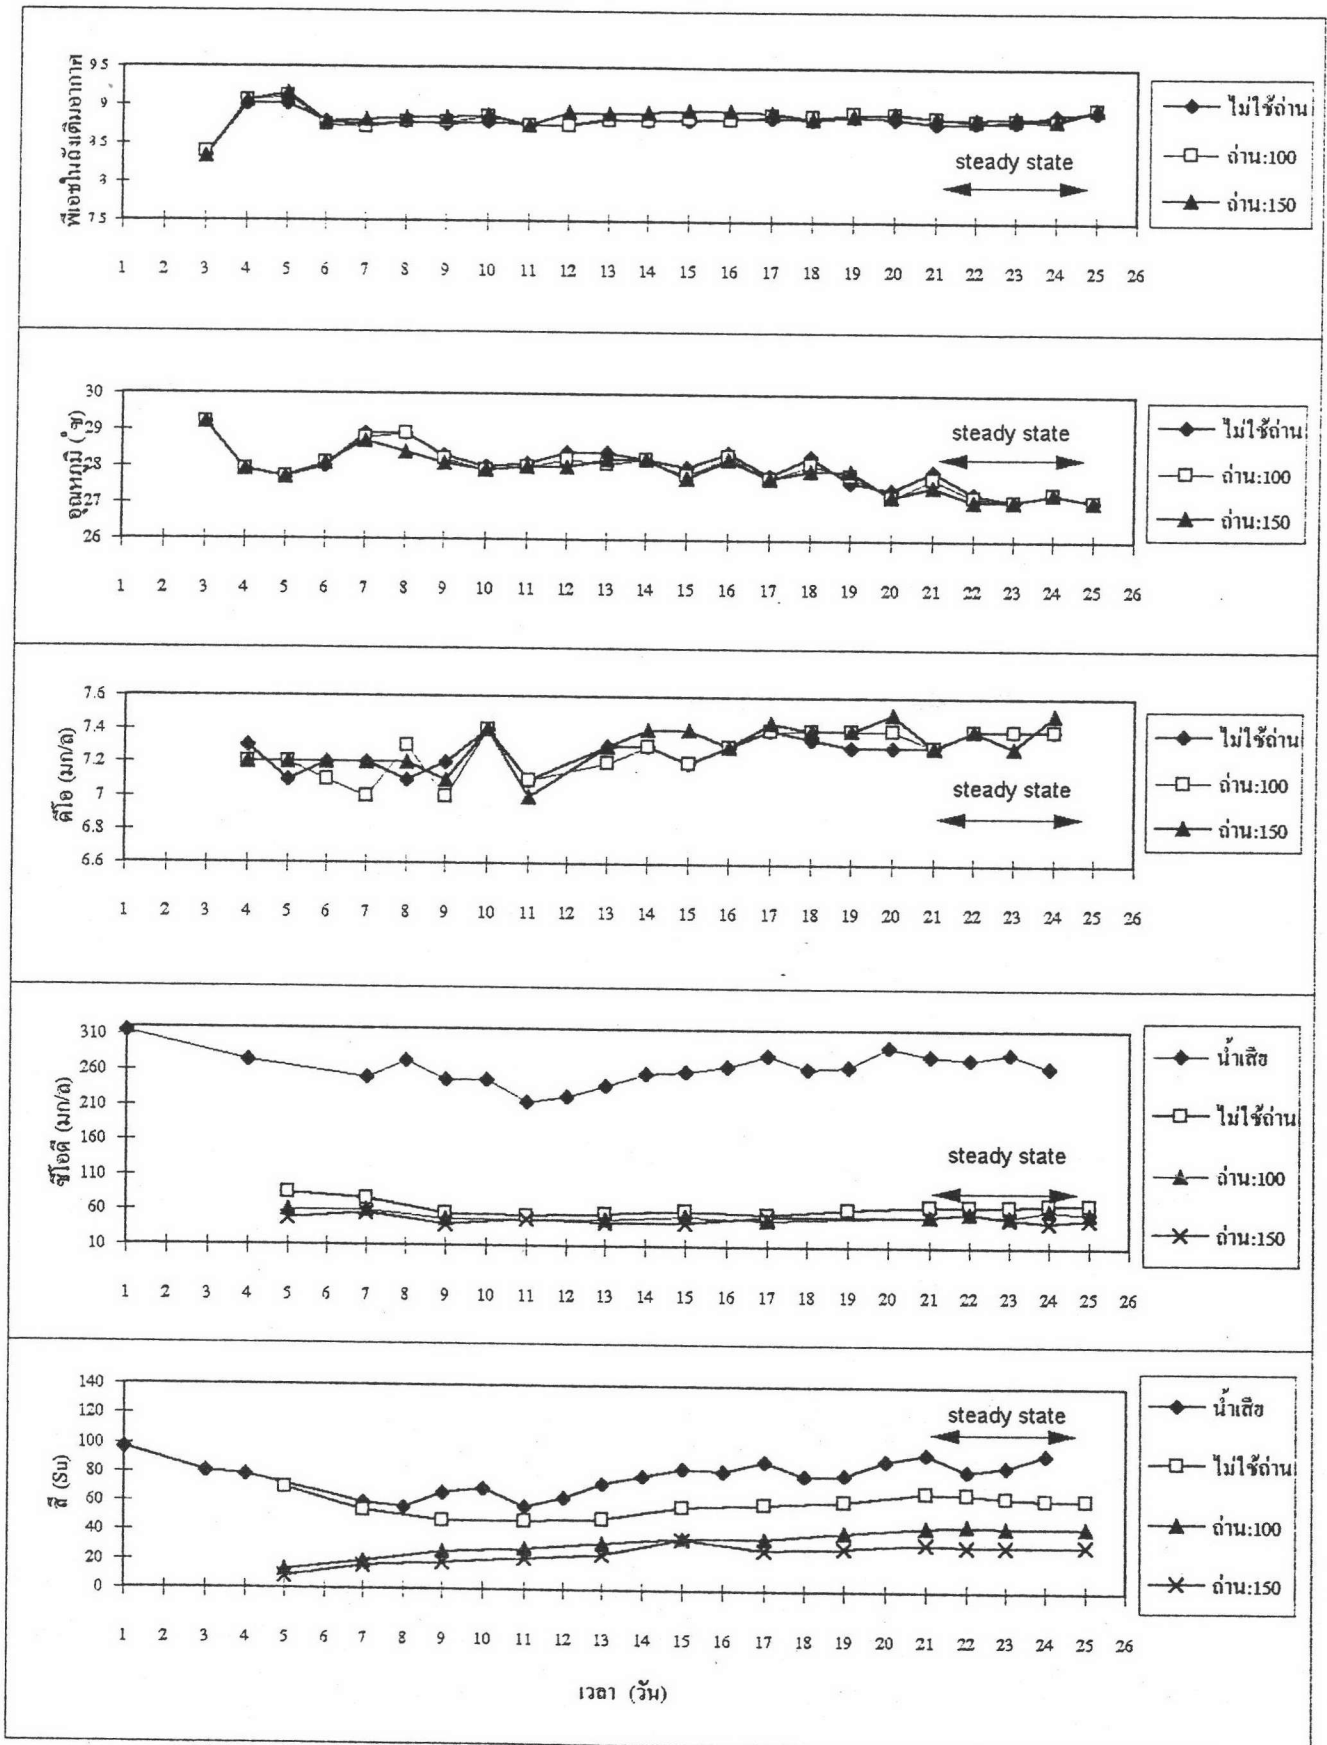 พีเอชในถังเติมอากาศ
9.5
9
8.5
8
7.5
1 2 3 4 5 6 7 8 9 10 11 12 13 14 15 16 17 18 19 20 21 22 23 24 25 26
steady state
ไม่ใช้ถ่าน
ถ่าน:100
ถ่าน:150
อุณหภูมิ (ํซ)
30
29
28
27
26
1 2 3 4 5 6 7 8 9 10 11 12 13 14 15 16 17 18 19 20 21 22 23 24 25 26
steady state
ไม่ใช้ถ่าน
ถ่าน:100
ถ่าน:150
ดีโอ (มก/ล)
7.6
7.4
7.2
7
6.8
6.6
1 2 3 4 5 6 7 8 9 10 11 12 13 14 15 16 17 18 19 20 21 22 23 24 25 26
steady state
ไม่ใช้ถ่าน
ถ่าน:100
ถ่าน:150
ซีโอดี (มก/ล)
310
260
210
160
110
60
10
1 2 3 4 5 6 7 8 9 10 11 12 13 14 15 16 17 18 19 20 21 22 23 24 25 26
steady state
น้ำเสีย
ไม่ใช้ถ่าน
ถ่าน:100
ถ่าน:150
สี (SU)
140
120
100
80
60
40
20
0
1 2 3 4 5 6 7 8 9 10 11 12 13 14 15 16 17 18 19 20 21 22 23 24 25 26
steady state
น้ำเสีย
ไม่ใช้ถ่าน
ถ่าน:100
ถ่าน:150
เวลา (วัน)